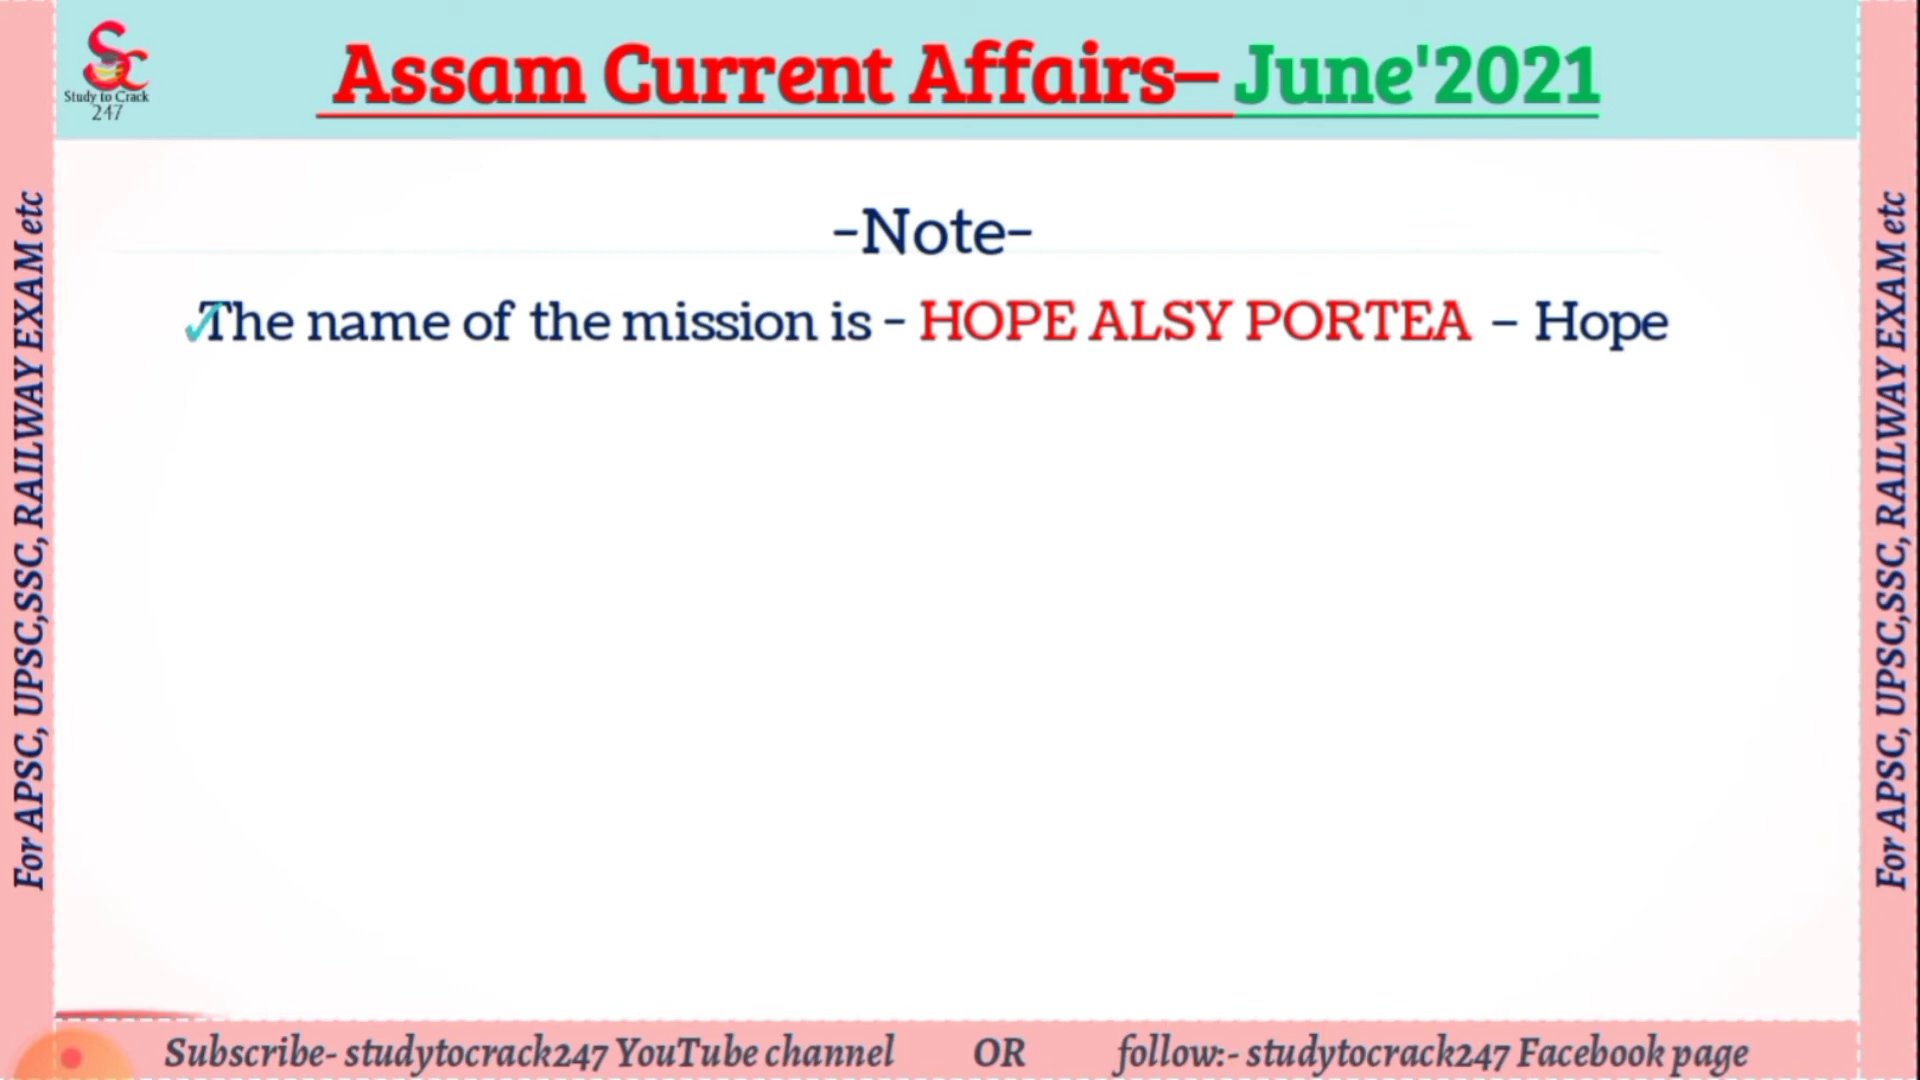 Sc
Study to Crack
247
Assam Current Affairs– June'2021
For APSC, UPSC,SSC, RAILWAY EXAM etc
-Note-
✓The name of the mission is - HOPE ALSY PORTEA – Hope
For APSC, UPSC,SSC, RAILWAY EXAM etc
Subscribe- studytocrack247 YouTube channel OR follow:- studytocrack247 Facebook page